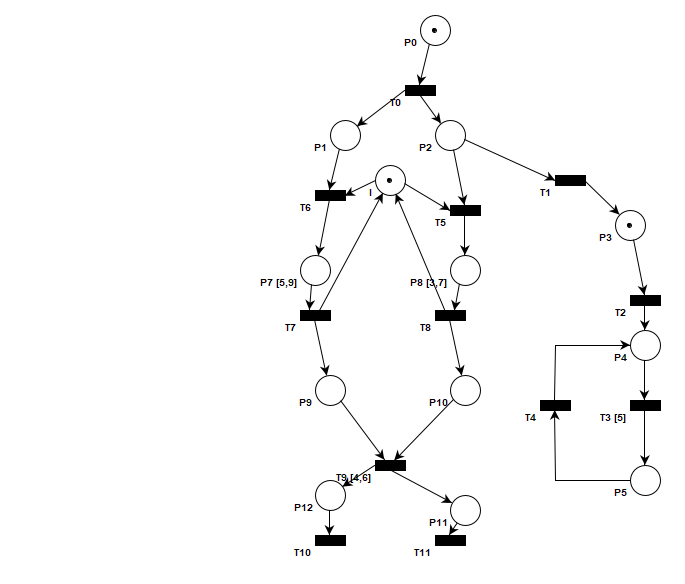 P0
T0
P1
P2
I
T1
T6
T5
P3
P7 [5,9]
P8 [3,7]
T2
T7
T8
P4
P9
P10
T4
T3 [5]
T9 [4,6]
P12
P11
P5
T10
T11